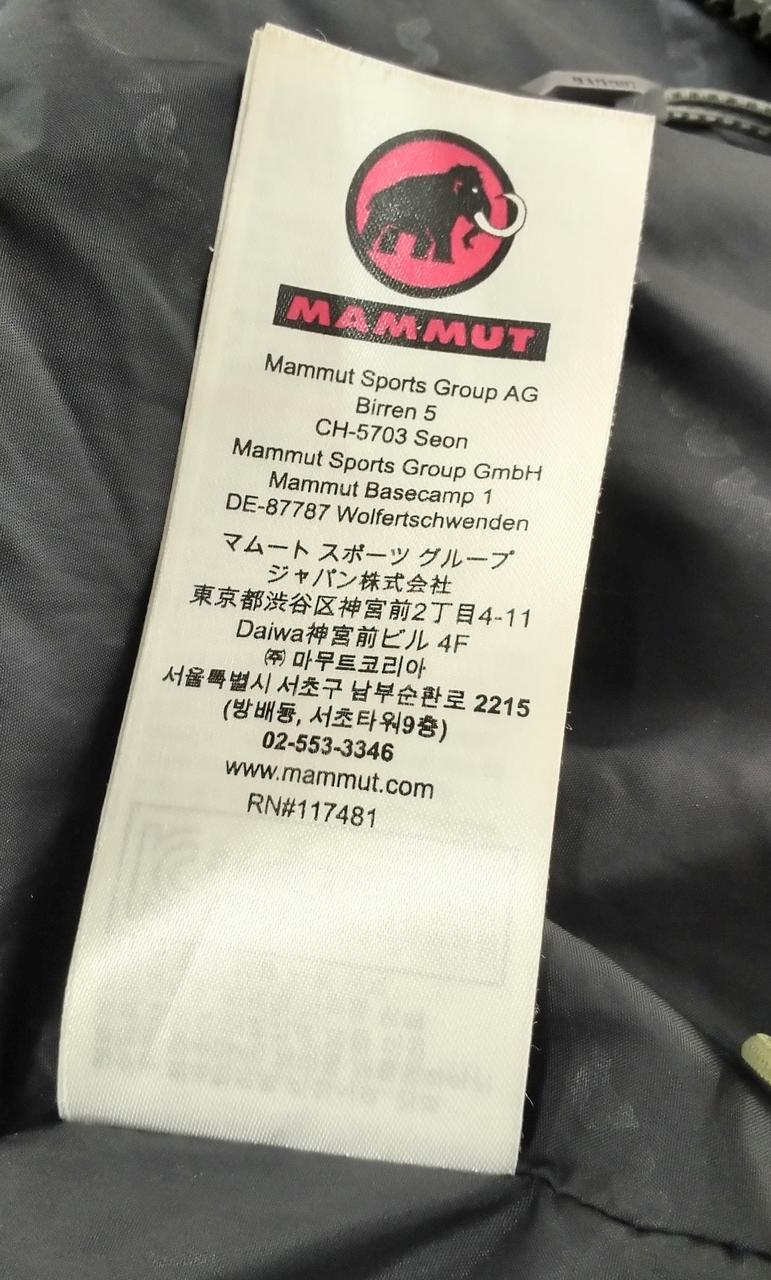 MAMMUT
Mammut Sports Group AG
Birren 5
CH-5703 Seon
Mammut Sports Group GmbH
Mammut Basecamp 1
DE-87787 Wolfertschwenden
マムート スポーツ グループ
ジャパン株式会社
東京都渋谷区神宮前2丁目4-11
Daiwa神宮前ビル 4F
㈜ 마무트코리아
서울특별시 서초구 남부순환로 2215
(방배동, 서초타워9층)
02-553-3346
www.mammut.com
RN#117481